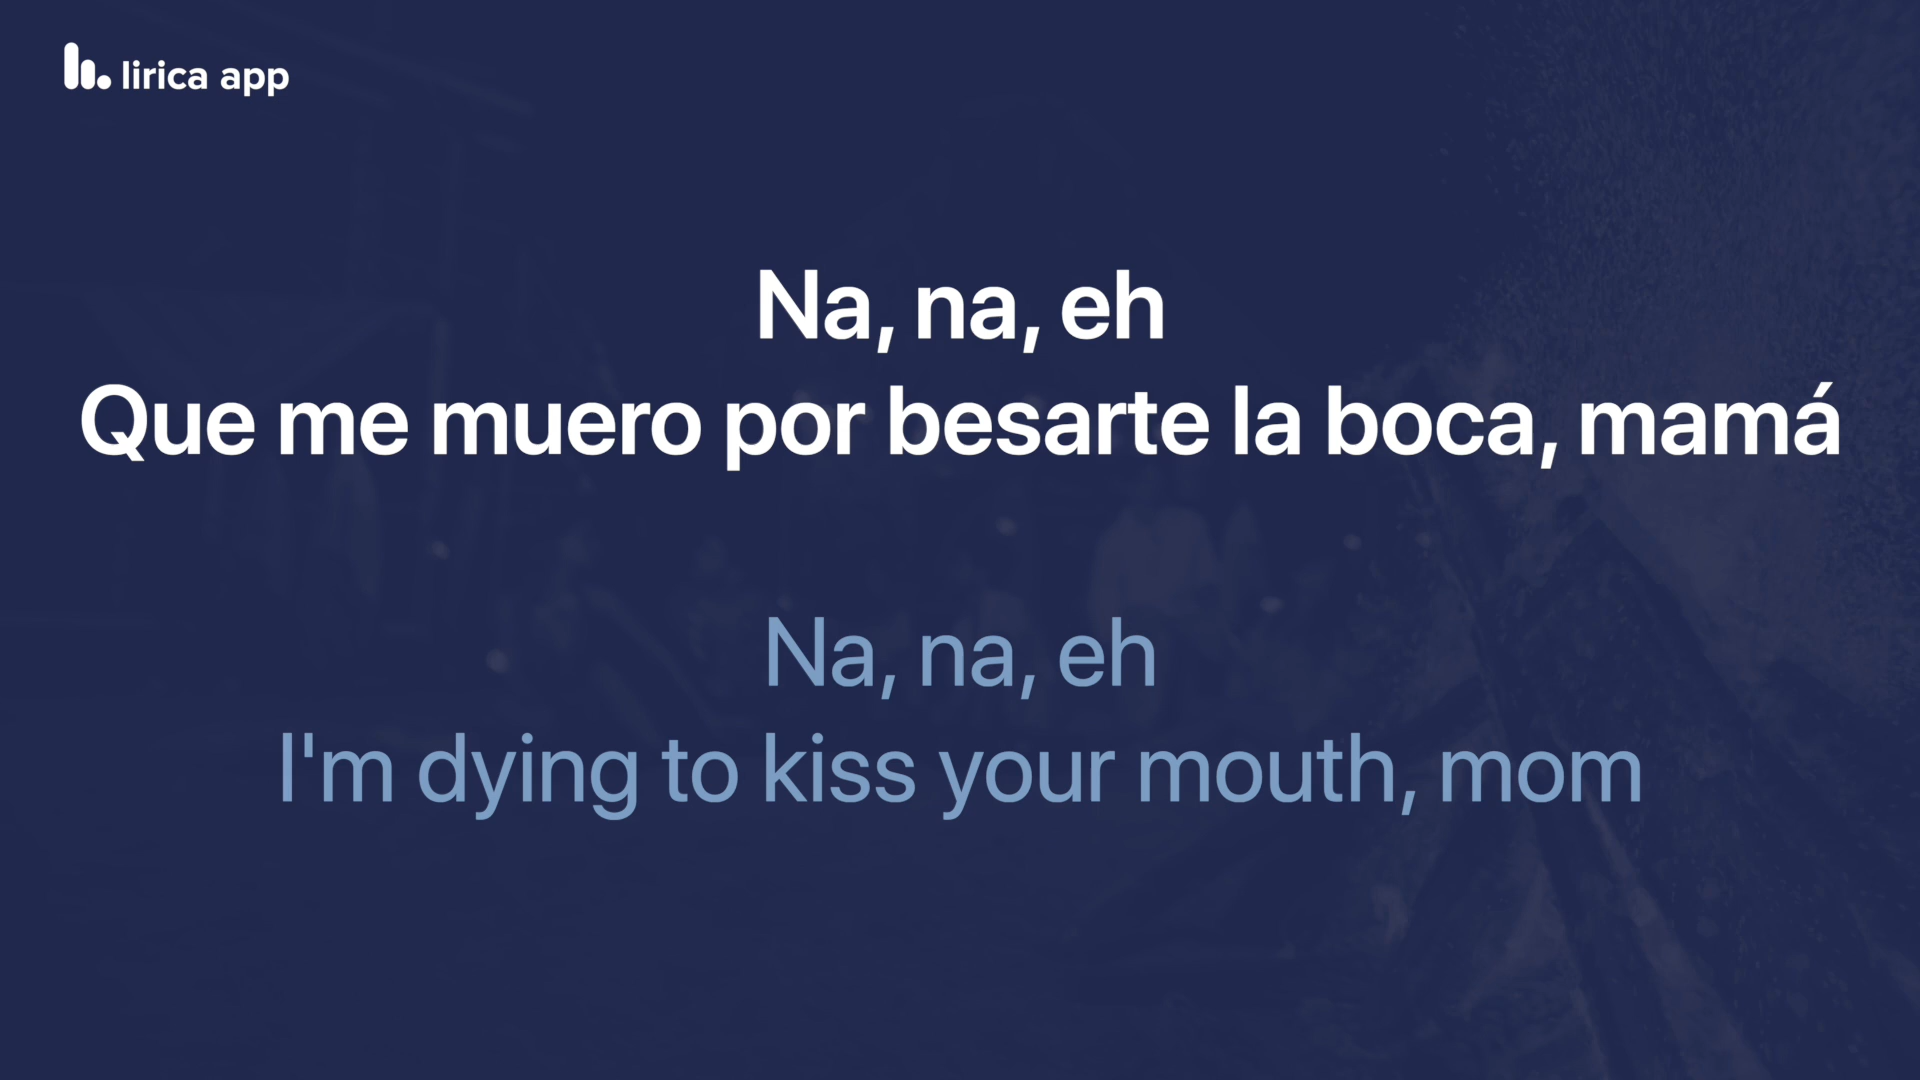 lirica app
Na, na, eh
Que me muero por besarte la boca, mamá
Na, na, eh
I'm dying to kiss your mouth, mom